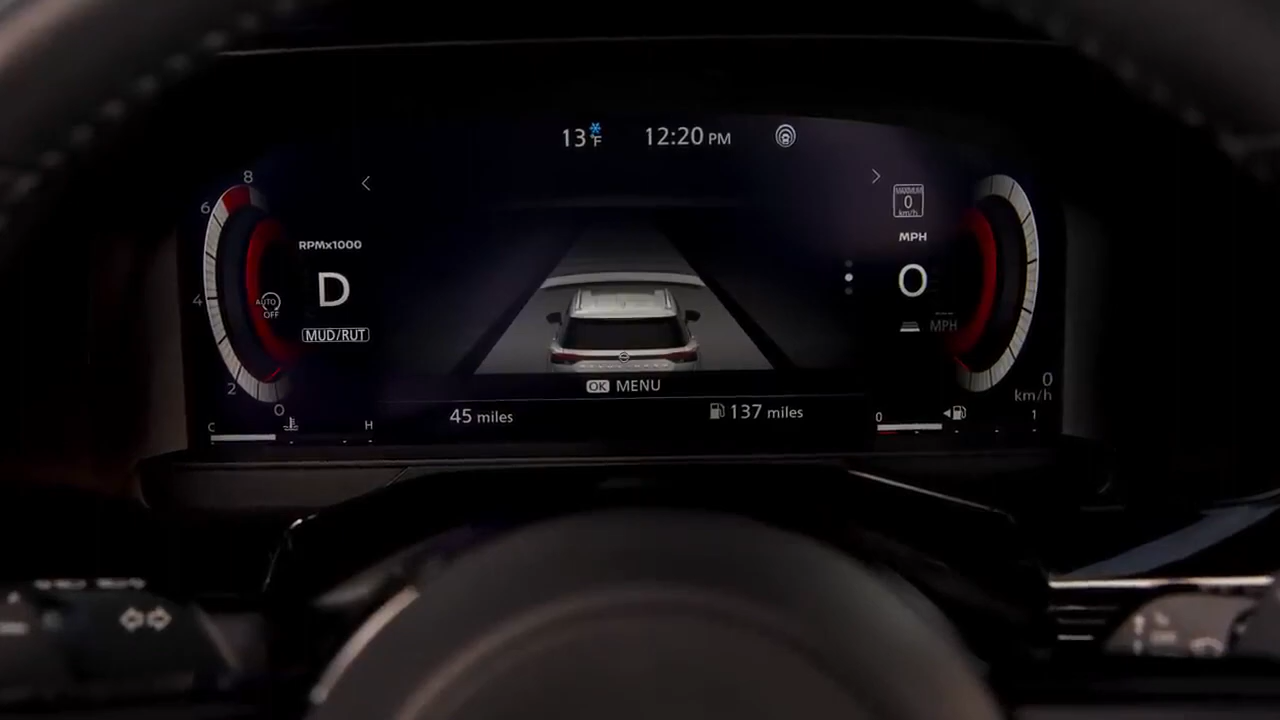 13°F 12:20 PM
8
6
4
2
0
RPMx1000
D
AUTO
OFF
MUD/RUT
C H
MAXIMUM
0
km/h
MPH
0
MPH
0
km/h
OK MENU
45 miles
137 miles
0 1